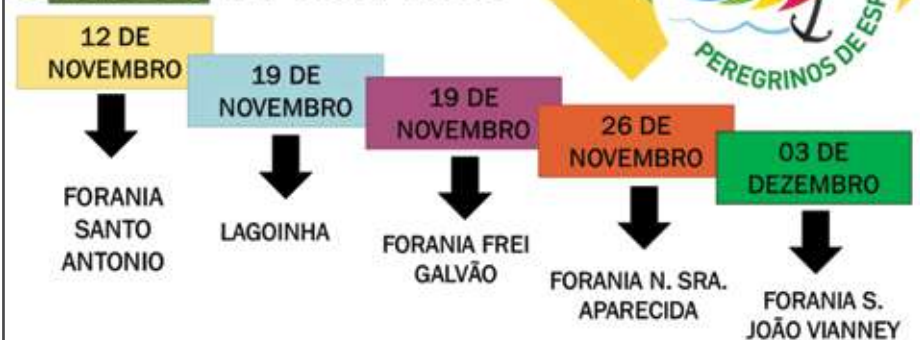 PEREGRINOS DE
12 DE
NOVEMBRO
19 DE
NOVEMBRO
19 DE
NOVEMBRO
26 DE
NOVEMBRO
03 DE
DEZEMBRO
FORANIA
SANTO
ANTONIO
LAGOINHA
FORANIA FREI
GALVÃO
FORANIA N. SRA.
APARECIDA
FORANIA S.
JOÃO VIANNEY